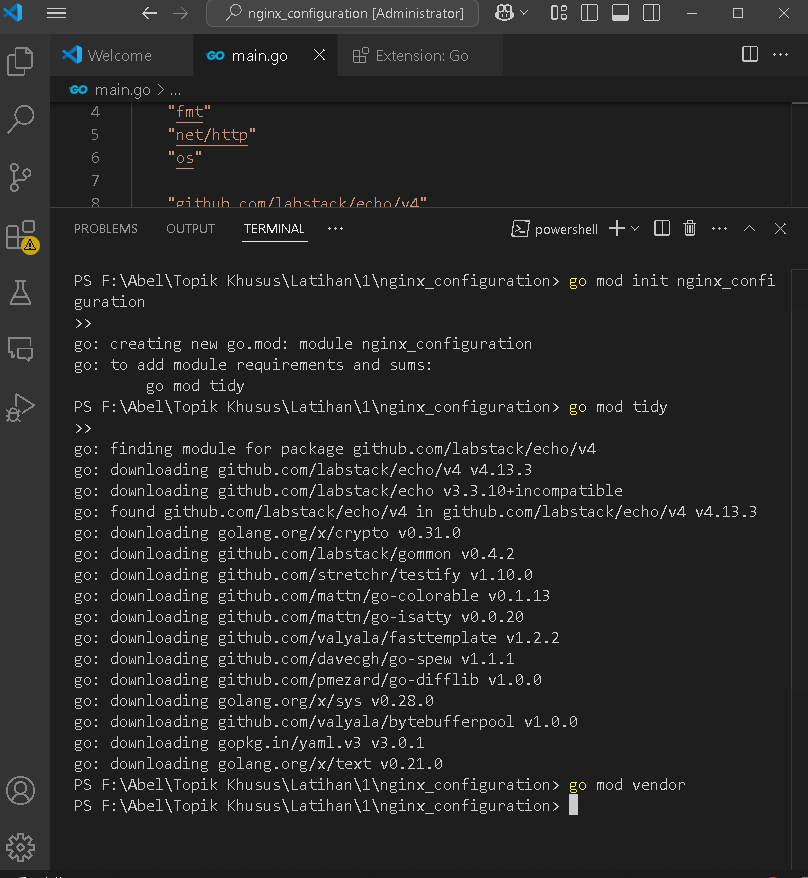 nginx_configuration [Administrator]
Welcome
GO main.go
Extension: Go
GO main.go > ...
4 "fmt"
5 "net/http"
6 "os"
7
8 "github.com/labstack/echo/v4"
PROBLEMS OUTPUT TERMINAL ...
powershell
PS F:\Abel\Topik Khusus\Latihan\1\nginx_configuration> go mod init nginx_confi
guration
>>
go: creating new go.mod: module nginx_configuration
go: to add module requirements and sums:
go mod tidy
PS F:\Abel\Topik Khusus\Latihan\1\nginx_configuration> go mod tidy
>>
go: finding module for package github.com/labstack/echo/v4
go: downloading github.com/labstack/echo/v4 v4.13.3
go: downloading github.com/labstack/echo v3.3.10+incompatible
go: found github.com/labstack/echo/v4 in github.com/labstack/echo/v4 v4.13.3
go: downloading golang.org/x/crypto v0.31.0
go: downloading github.com/labstack/gommon v0.4.2
go: downloading github.com/stretchr/testify v1.10.0
go: downloading github.com/mattn/go-colorable v0.1.13
go: downloading github.com/mattn/go-isatty v0.0.20
go: downloading github.com/valyala/fasttemplate v1.2.2
go: downloading github.com/davecgh/go-spew v1.1.1
go: downloading github.com/pmezard/go-difflib v1.0.0
go: downloading golang.org/x/sys v0.28.0
go: downloading github.com/valyala/bytebufferpool v1.0.0
go: downloading gopkg.in/yaml.v3 v3.0.1
go: downloading golang.org/x/text v0.21.0
PS F:\Abel\Topik Khusus\Latihan\1\nginx_configuration> go mod vendor
PS F:\Abel\Topik Khusus\Latihan\1\nginx_configuration>